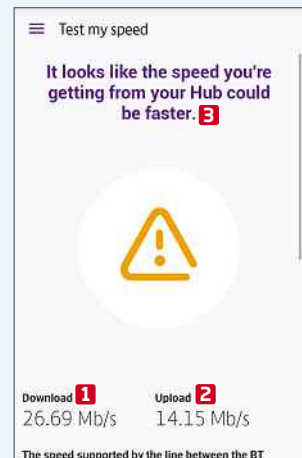 Test my speed
It looks like the speed you're
getting from your Hub could
be faster. 3
Download 1 Upload 2
26.69 Mb/s 14.15 Mb/s
The speed supported by the line between the BT